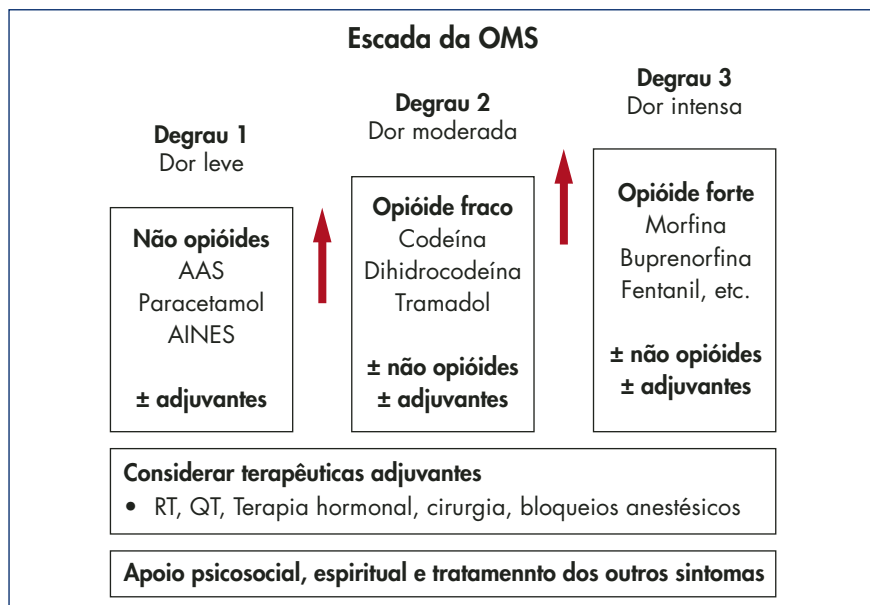 Escada da OMS
Degrau 1
Dor leve
Não opióides
AAS
Paracetamol
AINES
± adjuvantes
Degrau 2
Dor moderada
Opióide fraco
Codeína
Dihidrocodeína
Tramadol
± não opióides
± adjuvantes
Degrau 3
Dor intensa
Opióide forte
Morfina
Buprenorfina
Fentanil, etc.
± não opióides
± adjuvantes
Considerar terapêuticas adjuvantes
• RT, QT, Terapia hormonal, cirurgia, bloqueios anestésicos
Apoio psicosocial, espiritual e tratamennto dos outros sintomas